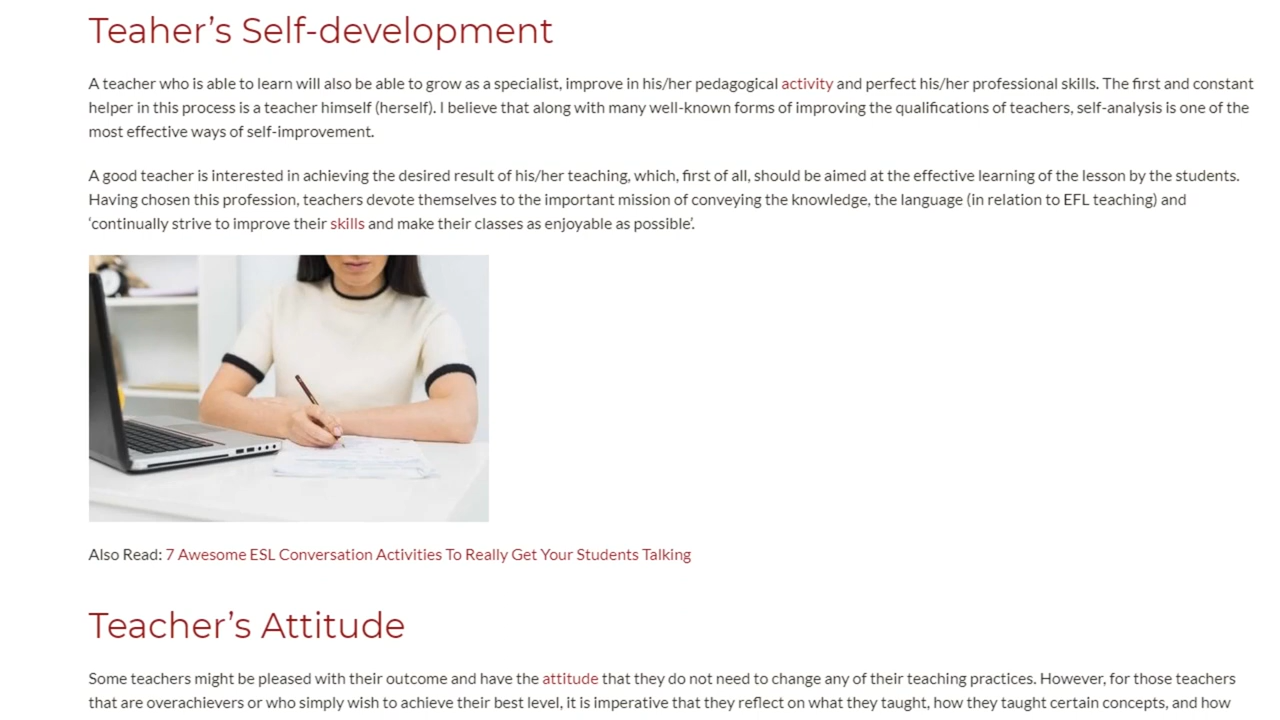 Teaher’s Self-development
A teacher who is able to learn will also be able to grow as a specialist, improve in his/her pedagogical activity and perfect his/her professional skills. The first and constant
helper in this process is a teacher himself (herself). I believe that along with many well-known forms of improving the qualifications of teachers, self-analysis is one of the
most effective ways of self-improvement.
A good teacher is interested in achieving the desired result of his/her teaching, which, first of all, should be aimed at the effective learning of the lesson by the students.
Having chosen this profession, teachers devote themselves to the important mission of conveying the knowledge, the language (in relation to EFL teaching) and
‘continually strive to improve their skills and make their classes as enjoyable as possible’.
Also Read: 7 Awesome ESL Conversation Activities To Really Get Your Students Talking
Teacher’s Attitude
Some teachers might be pleased with their outcome and have the attitude that they do not need to change any of their teaching practices. However, for those teachers
that are overachievers or who simply wish to achieve their best level, it is imperative that they reflect on what they taught, how they taught certain concepts, and how